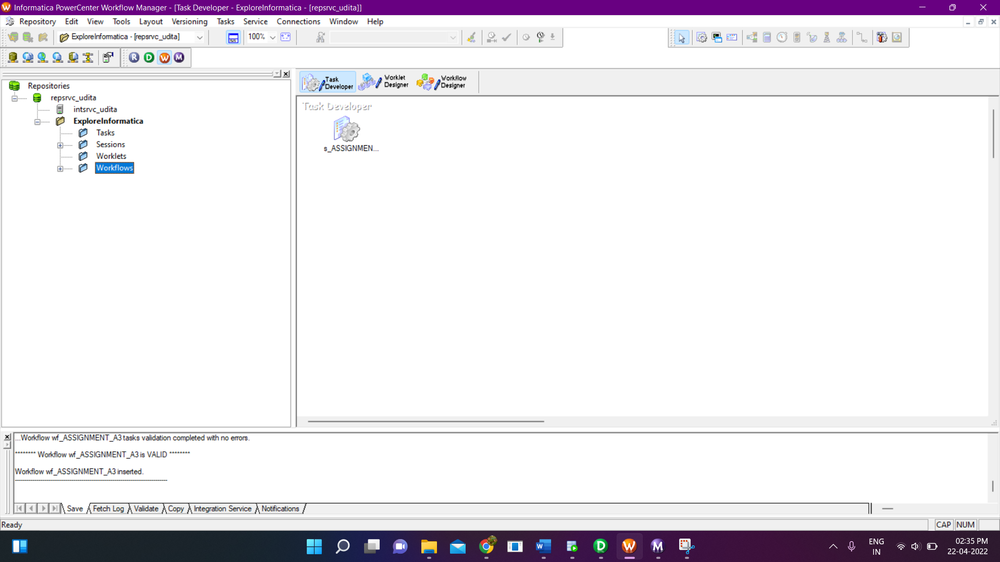 Informatica PowerCenter Workflow Manager - [Task Developer - ExploreInformatica - [repsrvc_udita]]
Repository Edit View Tools Layout Versioning Tasks Service Connections Window Help
ExploreInformatica - [repsrvc_udita] 100%
R D W M
Repositories
repsrvc_udita
intsrvc_udita
ExploreInformatica
Tasks
Sessions
Worklets
Workflows
Task Developer
Worklet Designer
Workflow Designer
Task Developer
s_ASSIGNMEN...
...Workflow wf_ASSIGNMENT_A3 tasks validation completed with no errors.
******** Workflow wf_ASSIGNMENT_A3 is VALID ********
Workflow wf_ASSIGNMENT_A3 inserted.
Save Fetch Log Validate Copy Integration Service Notifications
Ready CAP NUM
ENG 02:35 PM
IN 22-04-2022